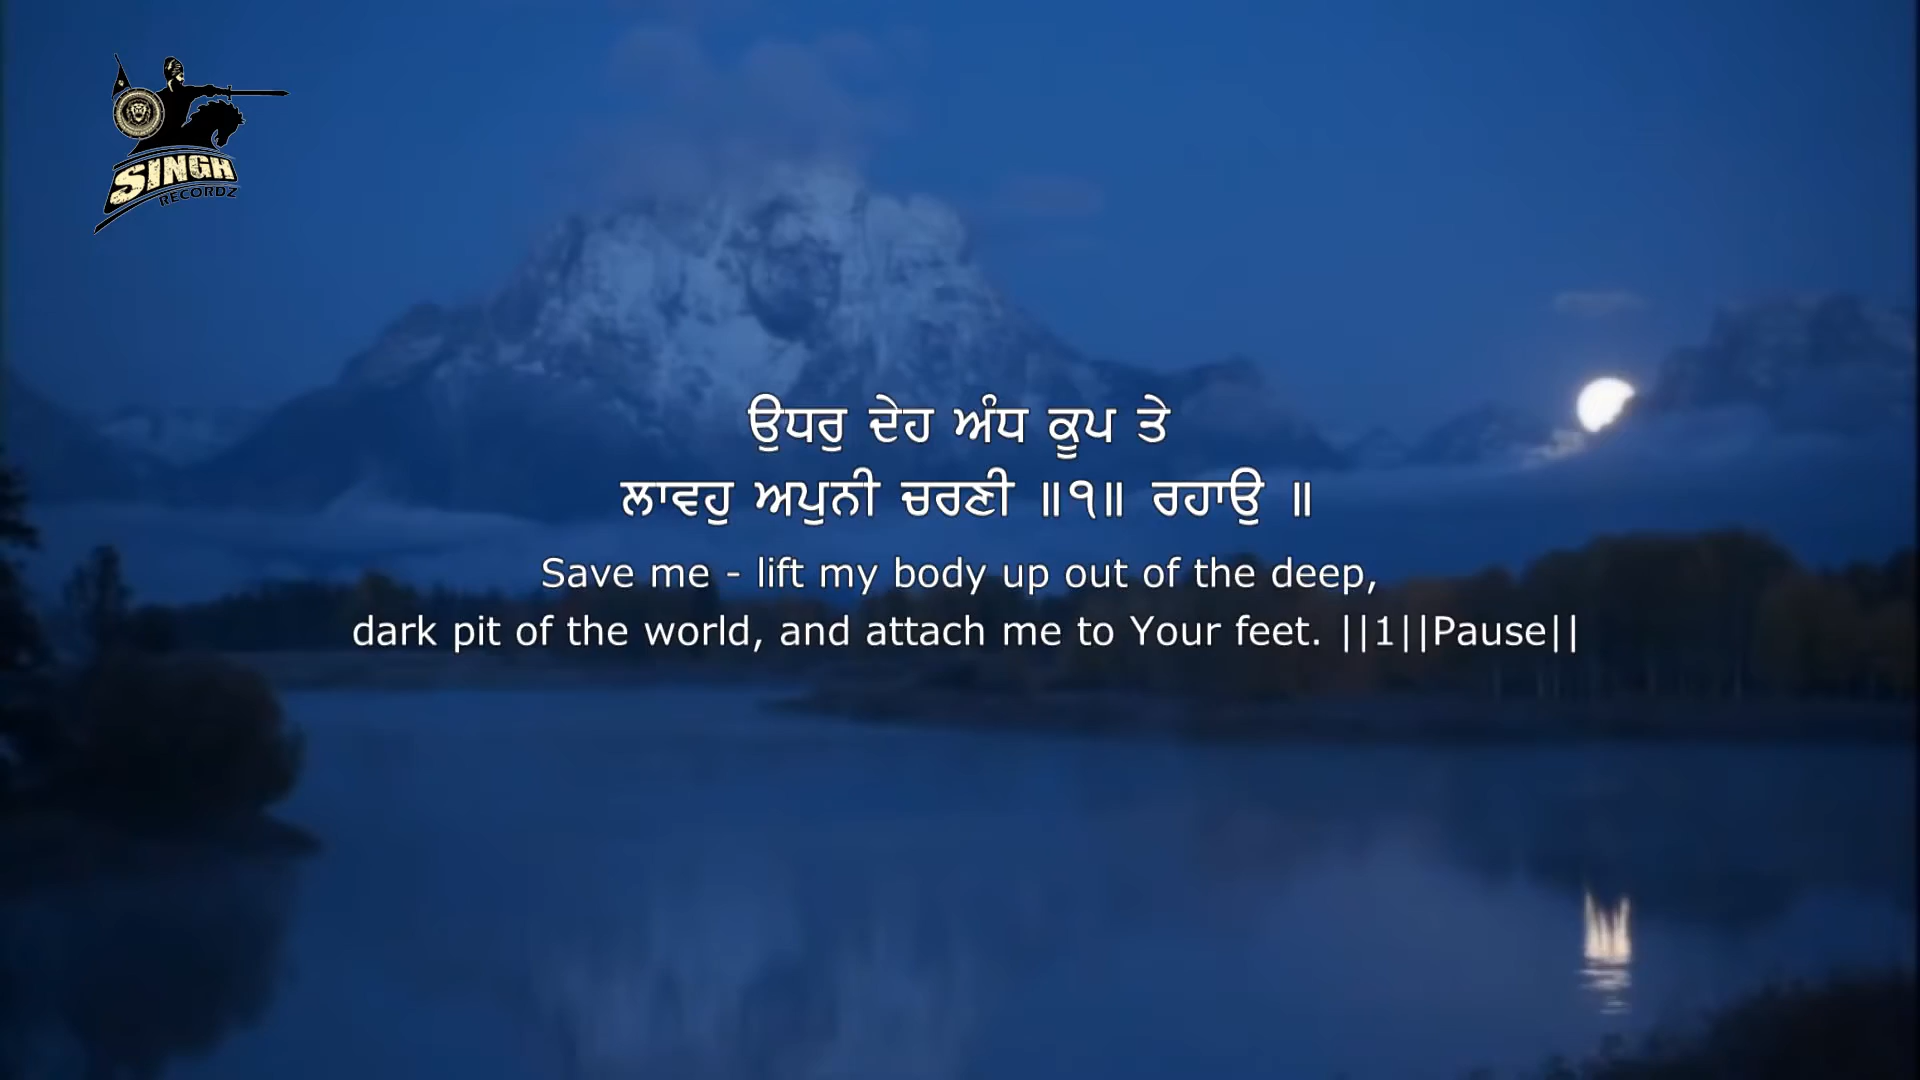 SINGH
RECORDZ
ਉਧਰੁ ਦੇਹ ਅੰਧ ਕੂਪ ਤੇ
ਲਾਵਹੁ ਅਪੁਨੀ ਚਰਣੀ ॥੧॥ ਰਹਾਉ ॥
Save me - lift my body up out of the deep,
dark pit of the world, and attach me to Your feet. ||1||Pause||